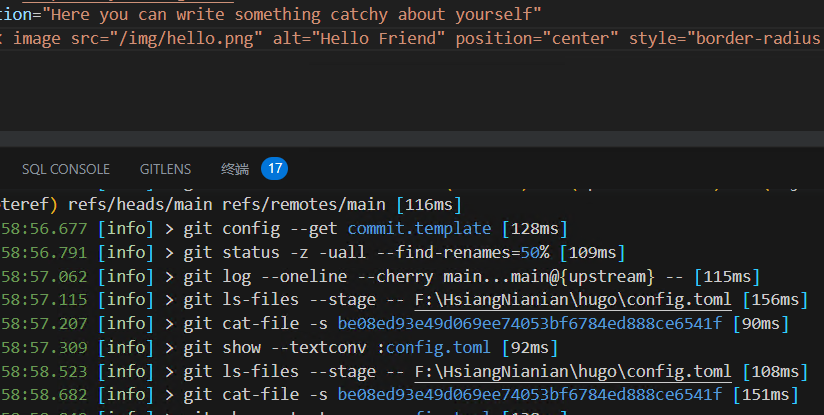 tion="Here you can write something catchy about yourself"
image src="/img/hello.png" alt="Hello Friend" position="center" style="border-radius
SQL CONSOLE GITLENS 终端 17
oteref) refs/heads/main refs/remotes/main [116ms]
58:56.677 [info] > git config --get commit.template [128ms]
58:56.791 [info] > git status -z -uall --find-renames=50% [109ms]
58:57.062 [info] > git log --oneline --cherry main...main@{upstream} -- [115ms]
58:57.115 [info] > git ls-files --stage -- F:\HsiangNianian\hugo\config.toml [156ms]
58:57.207 [info] > git cat-file -s be08ed93e49d069ee74053bf6784ed888ce6541f [90ms]
58:57.309 [info] > git show --textconv :config.toml [92ms]
58:58.523 [info] > git ls-files --stage -- F:\HsiangNianian\hugo\config.toml [108ms]
58:58.682 [info] > git cat-file -s be08ed93e49d069ee74053bf6784ed888ce6541f [151ms]